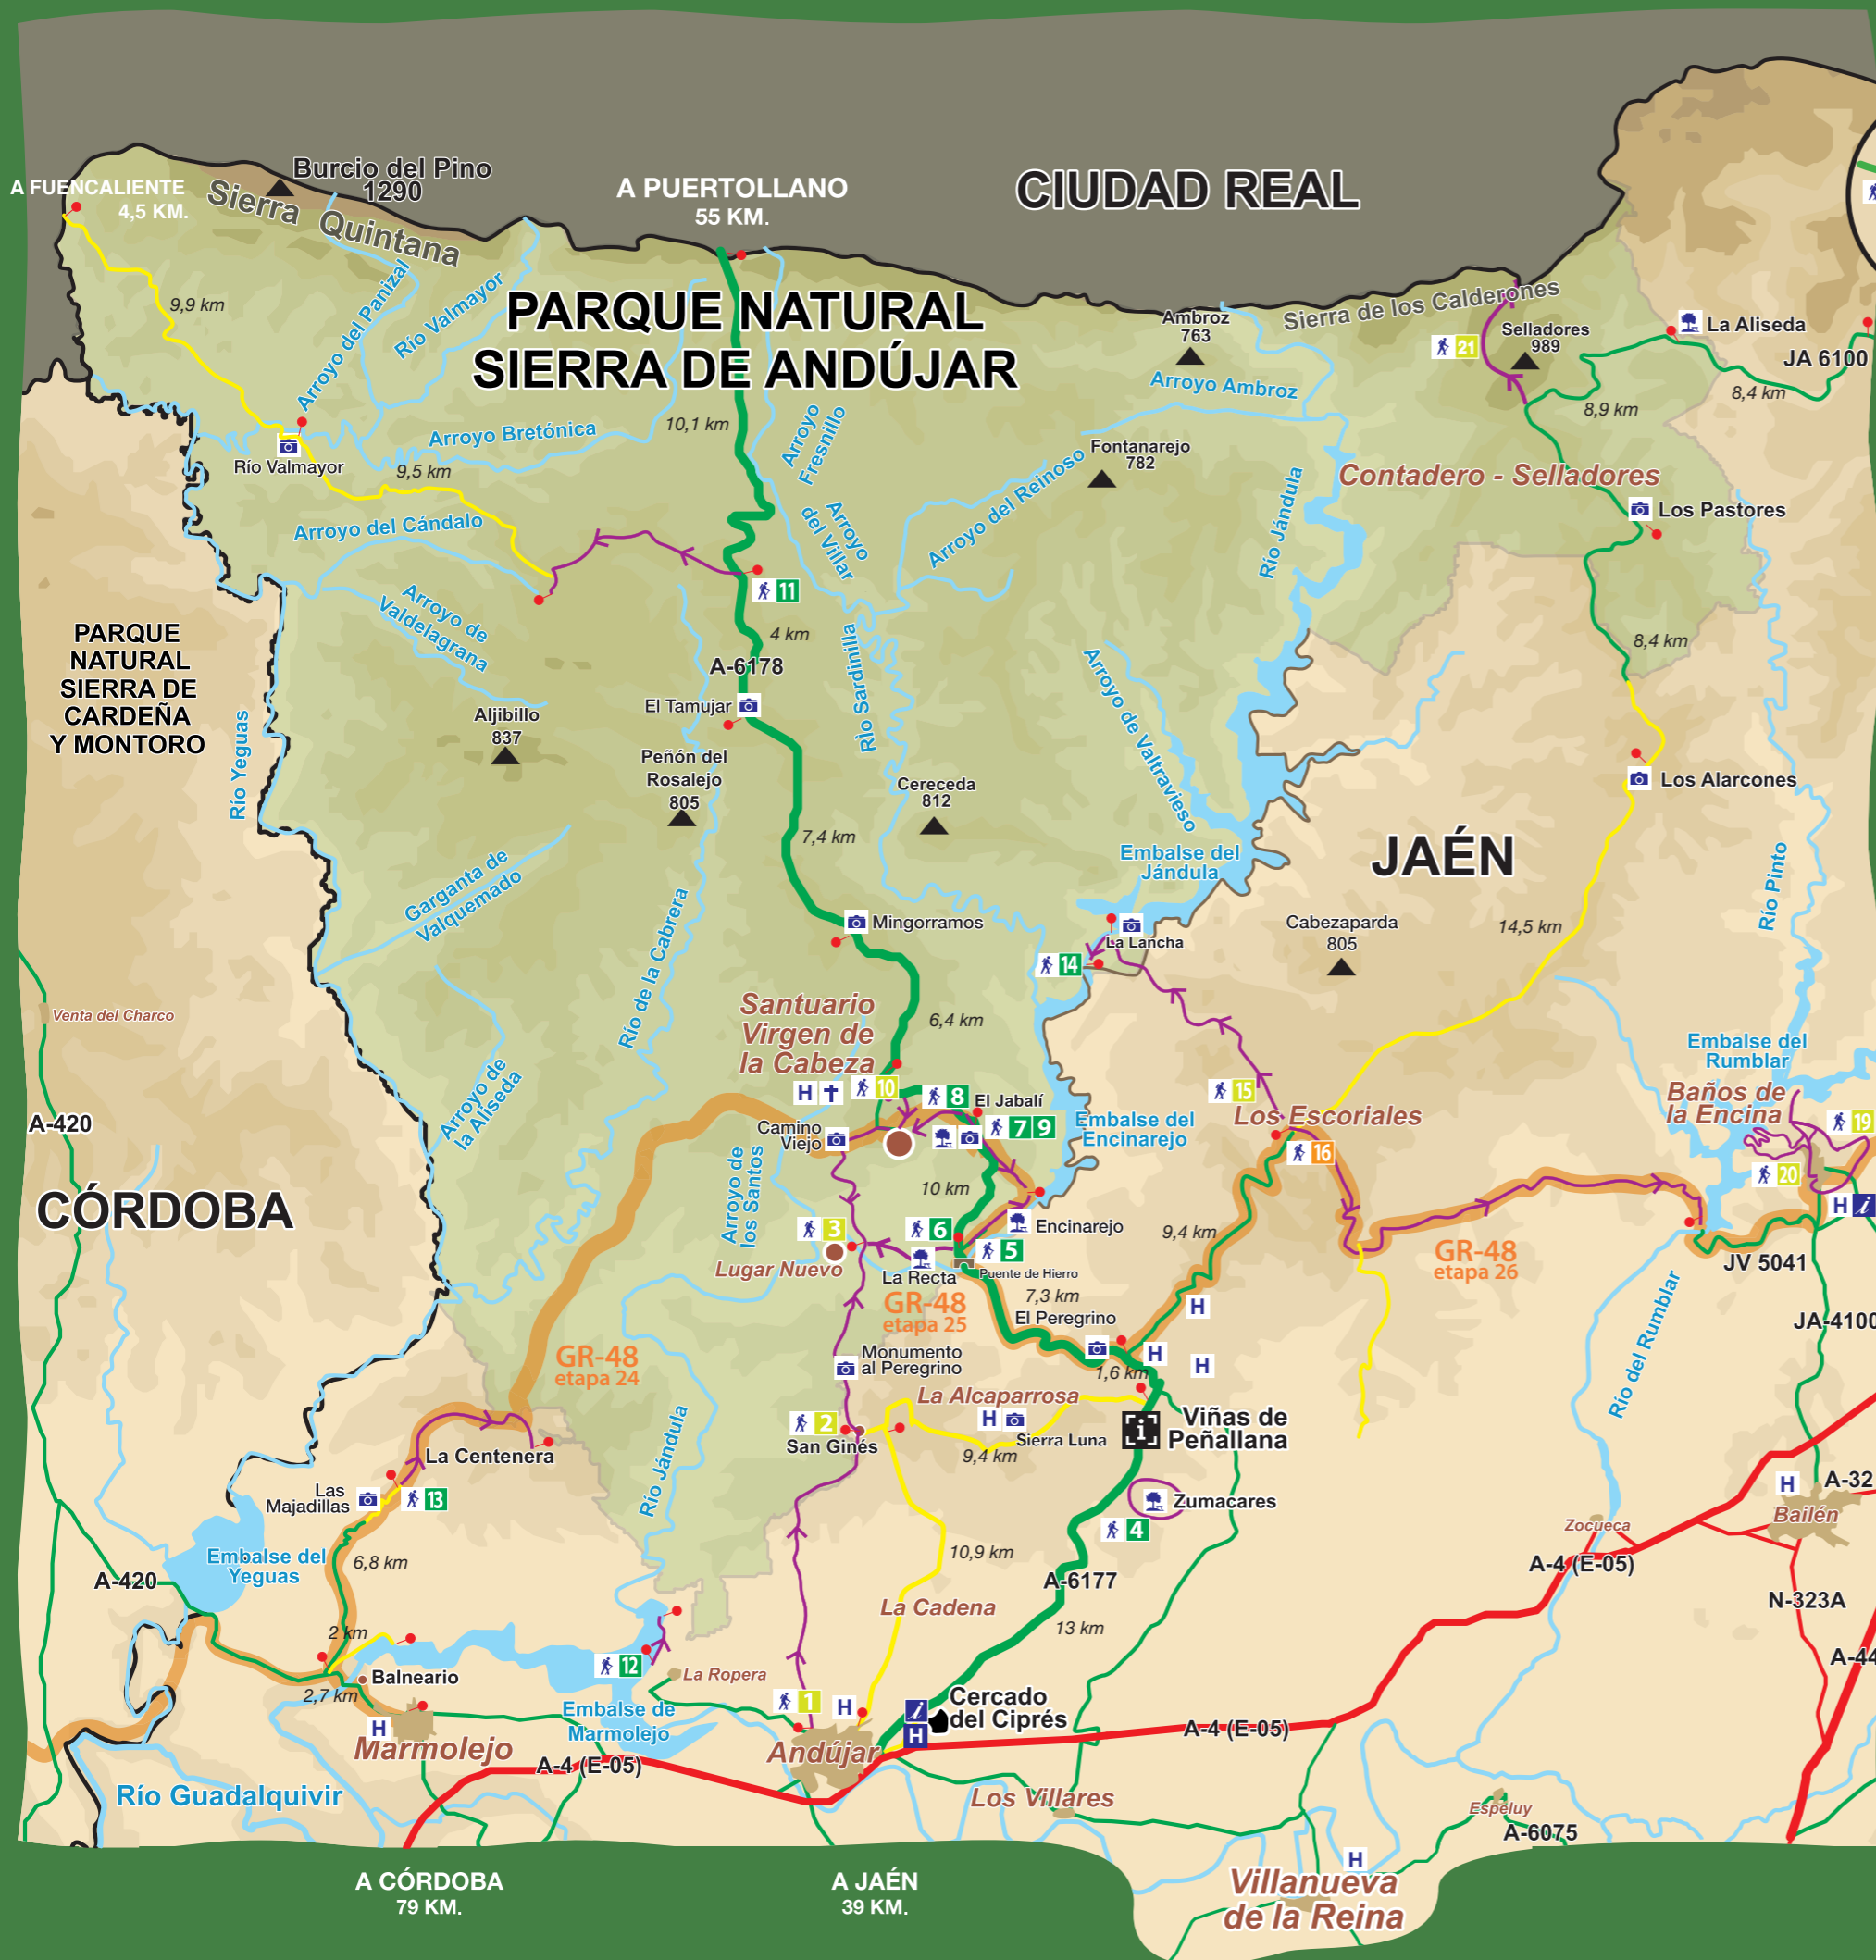 A FUENCALIENTE
4,5 KM.
Burcio del Pino
1290
Sierra Quintana
A PUERTOLLANO
55 KM.
CIUDAD REAL
PARQUE NATURAL
SIERRA DE ANDÚJAR
9,9 km
Arroyo del Panizal
Río Valmayor
Ambroz
763
Sierra de los Calderones
Selladores
989
21
La Aliseda
JA 6100
8,4 km
8,9 km
Arroyo Ambroz
10,1 km
Arroyo
Fresnillo
Arroyo Bretónica
Río Valmayor
9,5 km
Fontanarejo
782
Contadero - Selladores
Los Pastores
Arroyo del Cándalo
Arroyo
del Villar
Arroyo del Reinoso
Río Jándula
11
4 km
A-6178
Arroyo de
Valdelagrana
PARQUE
NATURAL
SIERRA DE
CARDEÑA
Y MONTORO
Río Yeguas
Aljibillo
837
El Tamujar
Peñón del
Rosalejo
805
Río Sardinilla
Arroyo de Valtravieso
8,4 km
Los Alarcones
Cereceda
812
7,4 km
Embalse del
Jándula
JAÉN
Garganta de
Valquemado
Mingorramos
Río de la Cabrera
Cabezaparda
805
14,5 km
Río Pinto
La Lancha
14
Venta del Charco
Santuario
Virgen de
la Cabeza
6,4 km
Embalse del
Rumblar
Baños de
la Encina
A-420
Arroyo de
la Aliseda
H
10
8
El Jabalí
15
Los Escoriales
19
Camino
Viejo
7 9
Embalse del
Encinarejo
16
20
H i
CÓRDOBA
Arroyo de
los Santos
10 km
3
6
Encinarejo
9,4 km
5
Lugar Nuevo
La Recta
Puente de Hierro
GR-48
etapa 26
JV 5041
GR-48
etapa 25
7,3 km
El Peregrino
H
JA-4100
GR-48
etapa 24
Monumento
al Peregrino
H
H
1,6 km
Río del Rumblar
La Alcaparrosa
2
San Ginés
H
Sierra Luna
9,4 km
i
Viñas de
Peñallana
La Centenera
Las
Majadillas
13
Río Jándula
Zumacares
4
H
A-32
Bailén
Zocueca
A-4 (E-05)
Embalse del
Yeguas
6,8 km
10,9 km
A-420
A-6177
N-323A
La Cadena
13 km
2 km
12
A-44
Balneario
La Ropera
2,7 km
1
H
i
H
Cercado
del Ciprés
H
Embalse de
Marmolejo
Marmolejo
Andújar
A-4 (E-05)
A-4 (E-05)
Río Guadalquivir
Los Villares
Espeluy
A-6075
H
A CÓRDOBA
79 KM.
A JAÉN
39 KM.
Villanueva
de la Reina